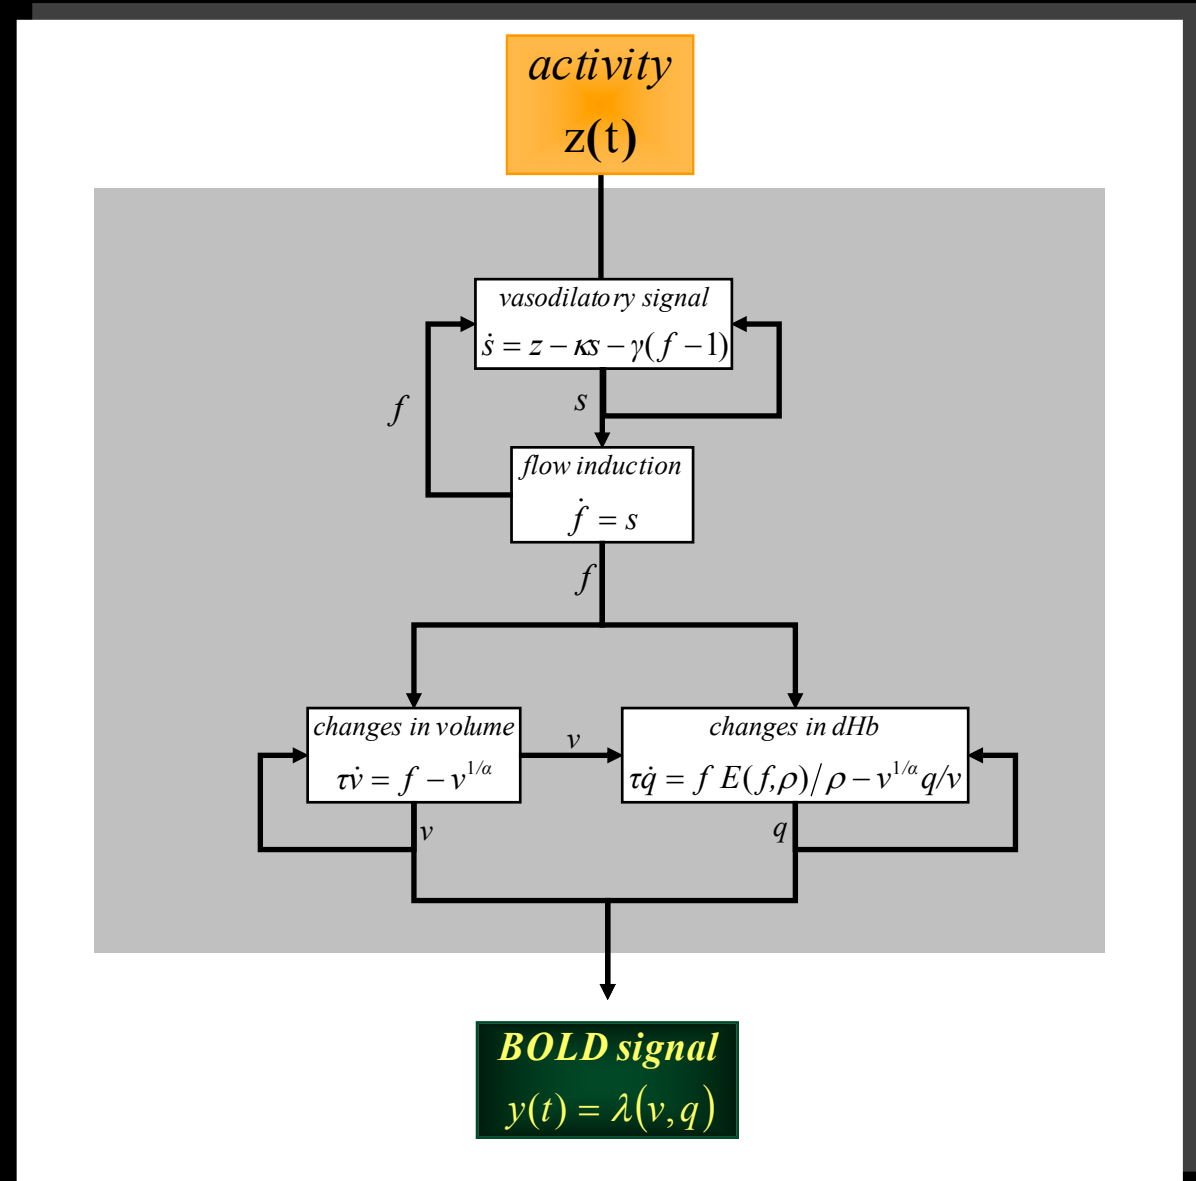 activity
z(t)
vasodilatory signal
ṡ = z − κs − γ(f −1)
f
s
flow induction
ḟ = s
f
changes in volume
τv̇ = f − v^{1/α}
v
changes in dHb
τq̇ = f E(f,ρ)/ρ − v^{1/α} q/v
v
q
BOLD signal
y(t) = λ(v, q)